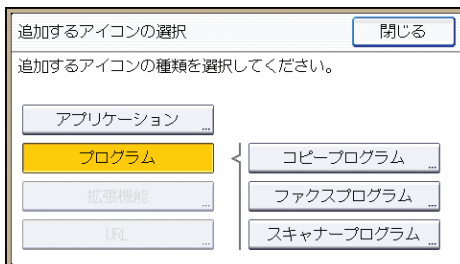 追加するアイコンの選択
閉じる
追加するアイコンの種類を選択してください。
アプリケーション
プログラム
コピープログラム
拡張機能
ファクスプログラム
URL
スキャナープログラム